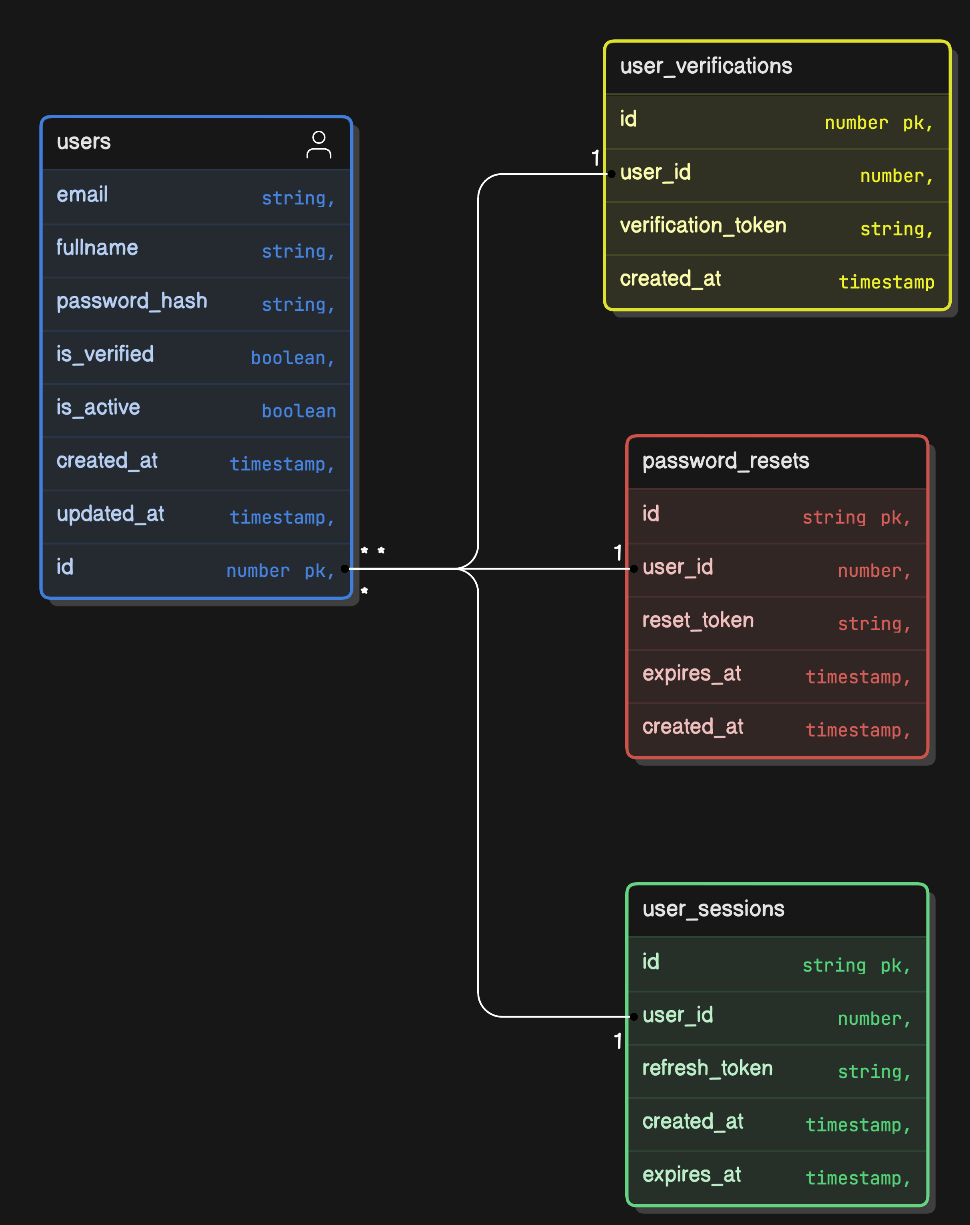 users
email string,
fullname string,
password_hash string,
is_verified boolean,
is_active boolean
created_at timestamp,
updated_at timestamp,
id number pk,
* *
*
1
user_verifications
id number pk,
user_id number,
verification_token string,
created_at timestamp
1
password_resets
id string pk,
user_id number,
reset_token string,
expires_at timestamp,
created_at timestamp,
1
user_sessions
id string pk,
user_id number,
refresh_token string,
created_at timestamp,
expires_at timestamp,